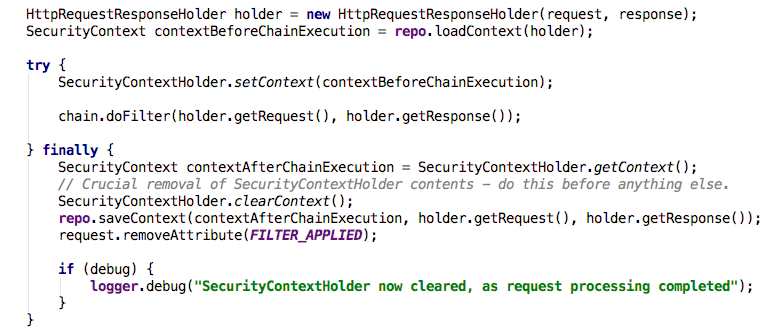 HttpRequestResponseHolder holder = new HttpRequestResponseHolder(request, response);
SecurityContext contextBeforeChainExecution = repo.loadContext(holder);
try {
SecurityContextHolder.setContext(contextBeforeChainExecution);
chain.doFilter(holder.getRequest(), holder.getResponse());
} finally {
SecurityContext contextAfterChainExecution = SecurityContextHolder.getContext();
// Crucial removal of SecurityContextHolder contents – do this before anything else.
SecurityContextHolder.clearContext();
repo.saveContext(contextAfterChainExecution, holder.getRequest(), holder.getResponse());
request.removeAttribute(FILTER_APPLIED);
if (debug) {
logger.debug("SecurityContextHolder now cleared, as request processing completed");
}
}